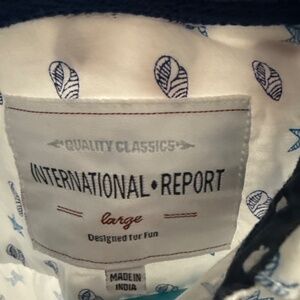 QUALITY CLASSICS
INTERNATIONAL • REPORT
large
Designed for Fun
MADE IN
INDIA